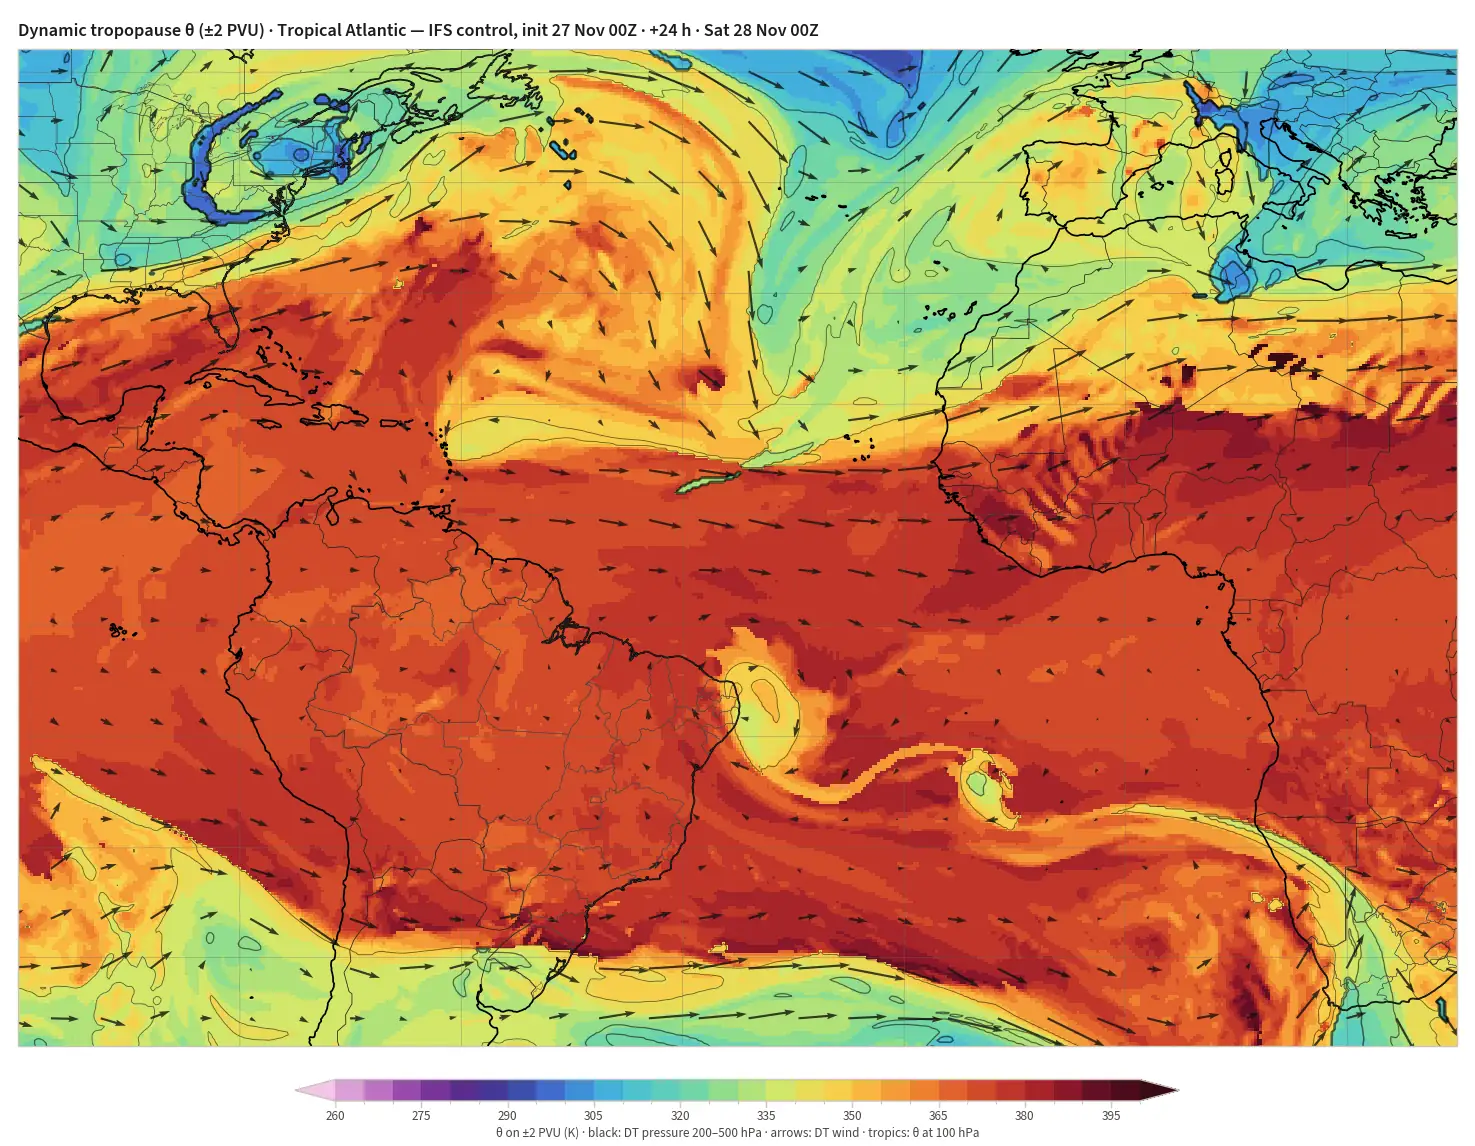 Dynamic tropopause θ (±2 PVU) · Tropical Atlantic — IFS control, init 27 Nov 00Z · +24 h · Sat 28 Nov 00Z
260 275 290 305 320 335 350 365 380 395
θ on ±2 PVU (K) · black: DT pressure 200–500 hPa · arrows: DT wind · tropics: θ at 100 hPa